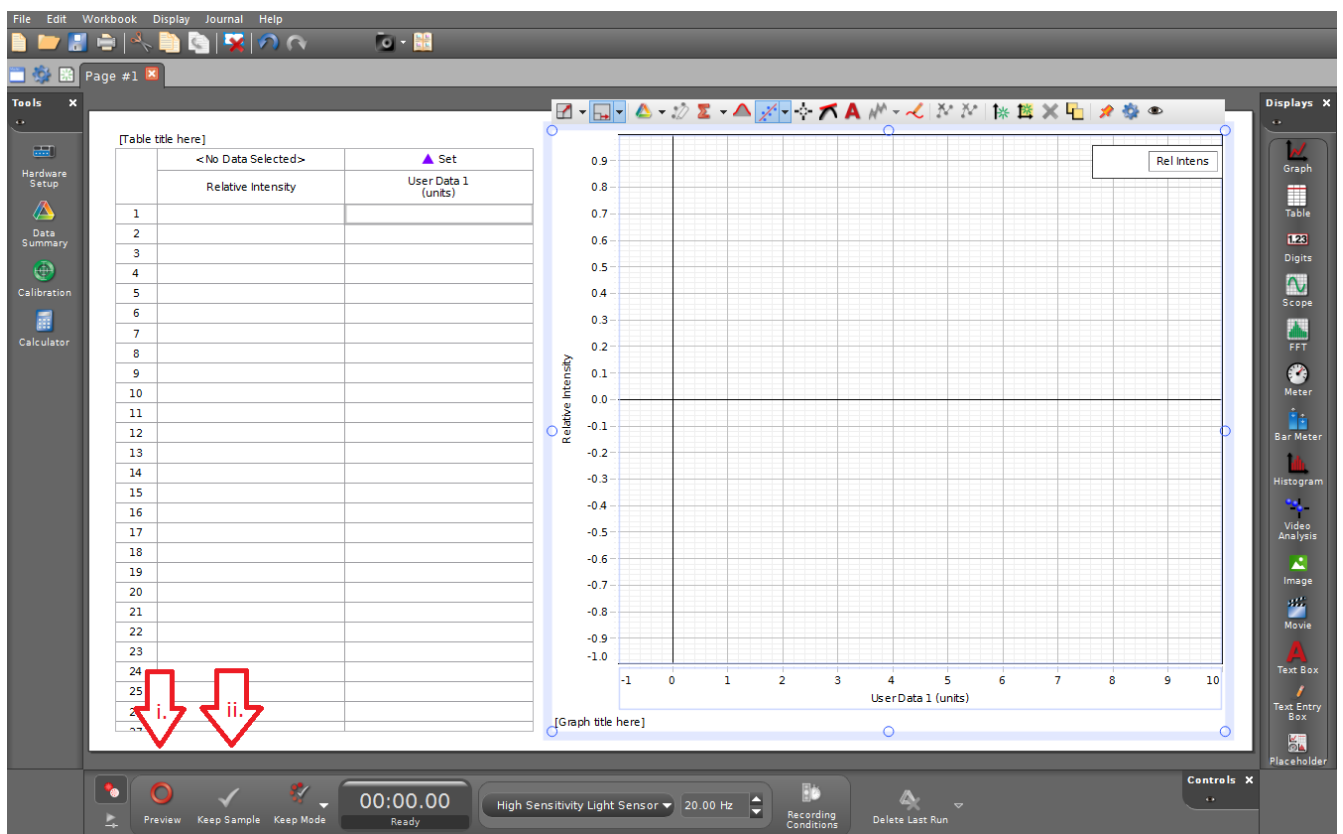 File Edit Workbook Display Journal Help
Page #1
Tools
Hardware
Setup
Data
Summary
Calibration
Calculator
[Table title here]
<No Data Selected>
Set
Relative Intensity
User Data 1
(units)
1
2
3
4
5
6
7
8
9
10
11
12
13
14
15
16
17
18
19
20
21
22
23
24
25
i.
ii.
Rel Intens
0.9
0.8
0.7
0.6
0.5
0.4
0.3
0.2
0.1
0.0
-0.1
-0.2
-0.3
-0.4
-0.5
-0.6
-0.7
-0.8
-0.9
-1.0
Relative Intensity
-1 0 1 2 3 4 5 6 7 8 9 10
User Data 1 (units)
[Graph title here]
Displays
Graph
Table
1.23
Digits
Scope
FFT
Meter
Bar Meter
Histogram
Video
Analysis
Image
Movie
Text Box
Text Entry
Box
Placeholder
Controls
Preview
Keep Sample
Keep Mode
00:00.00
Ready
High Sensitivity Light Sensor
20.00 Hz
Recording
Conditions
Delete Last Run